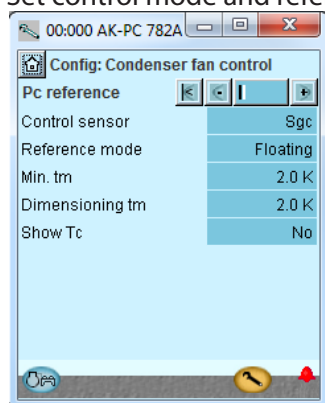 Set control mode and refe
00:000 AK-PC 782A
Config: Condenser fan control
Pc reference
Control sensor Sgc
Reference mode Floating
Min. tm 2.0 K
Dimensioning tm 2.0 K
Show Tc No